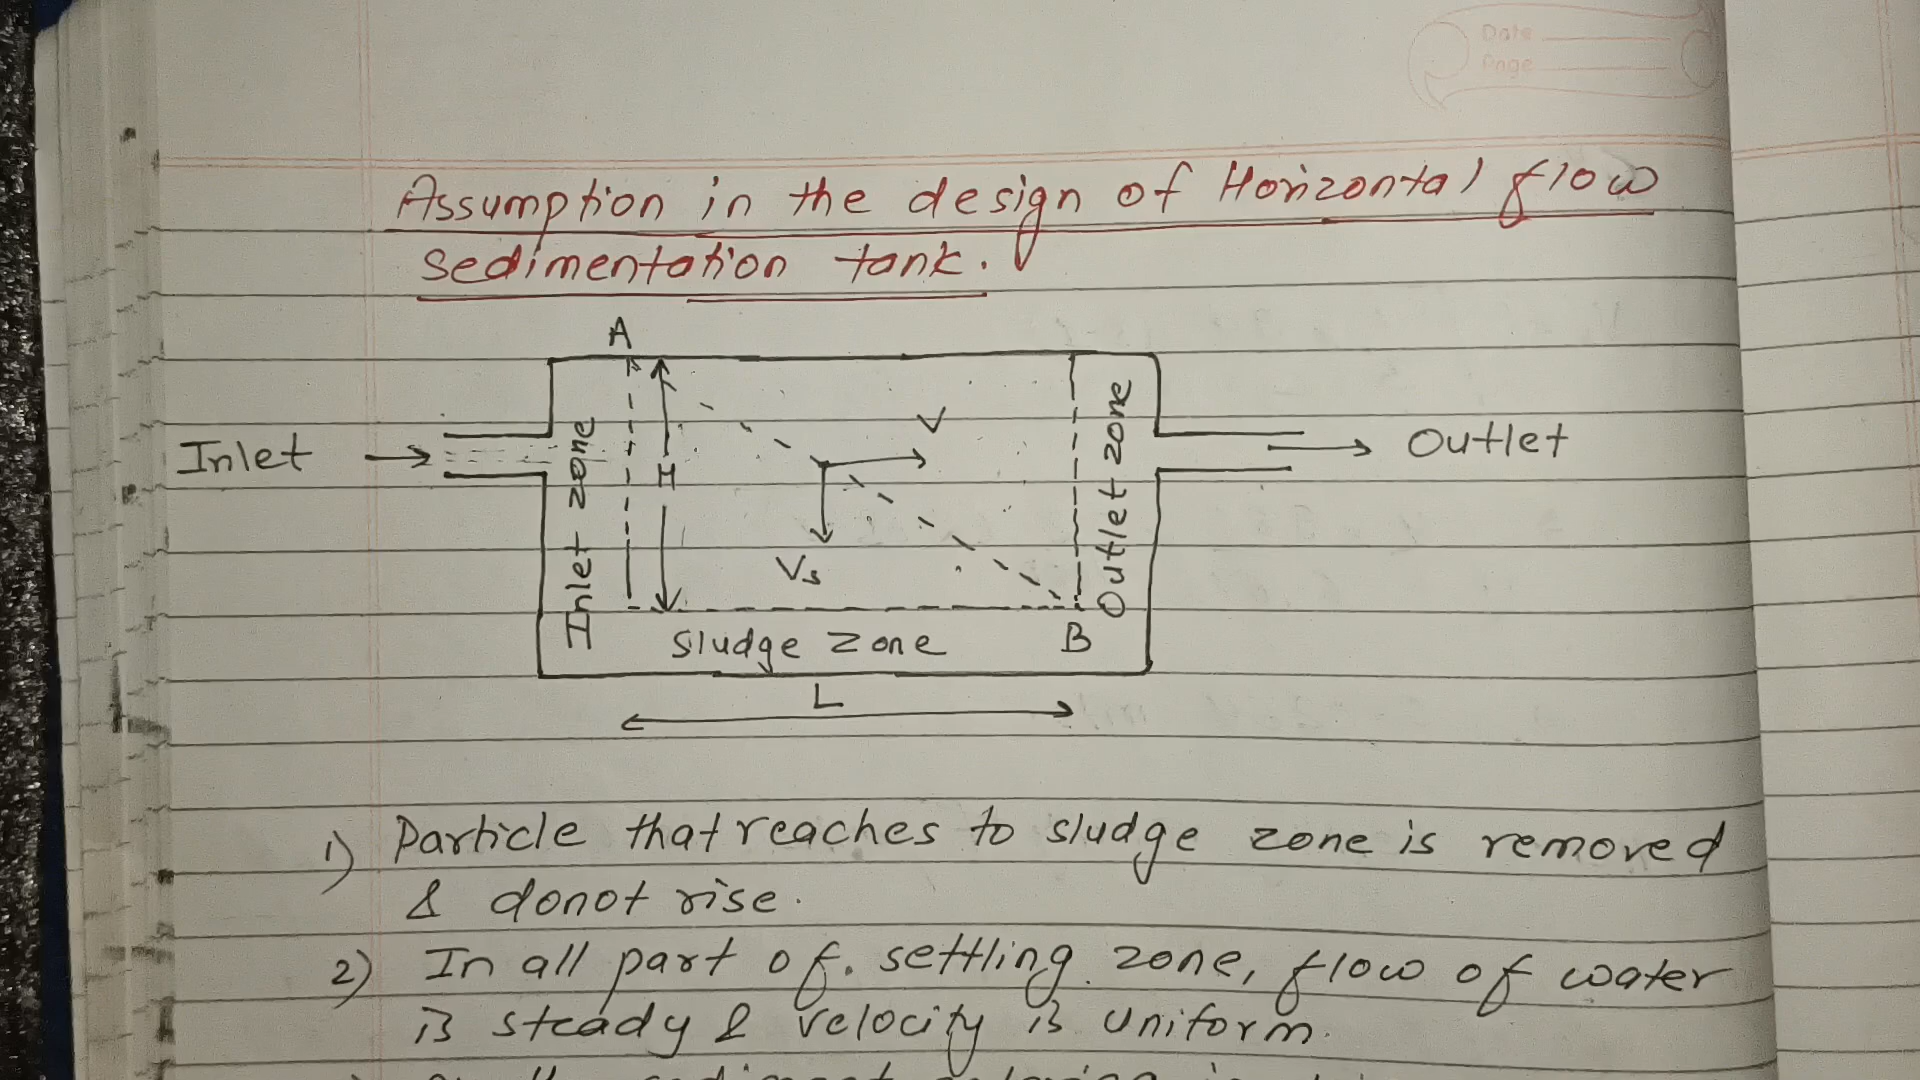 Date
Page
Assumption in the design of Horizontal flow
sedimentation tank.
A
Inlet
Inlet zone
H
V
Vs
Outlet zone
Outlet
Sludge zone
B
L
1) Particle that reaches to sludge zone is removed
& donot rise.
2) In all part of settling zone, flow of water
is steady & velocity is uniform.